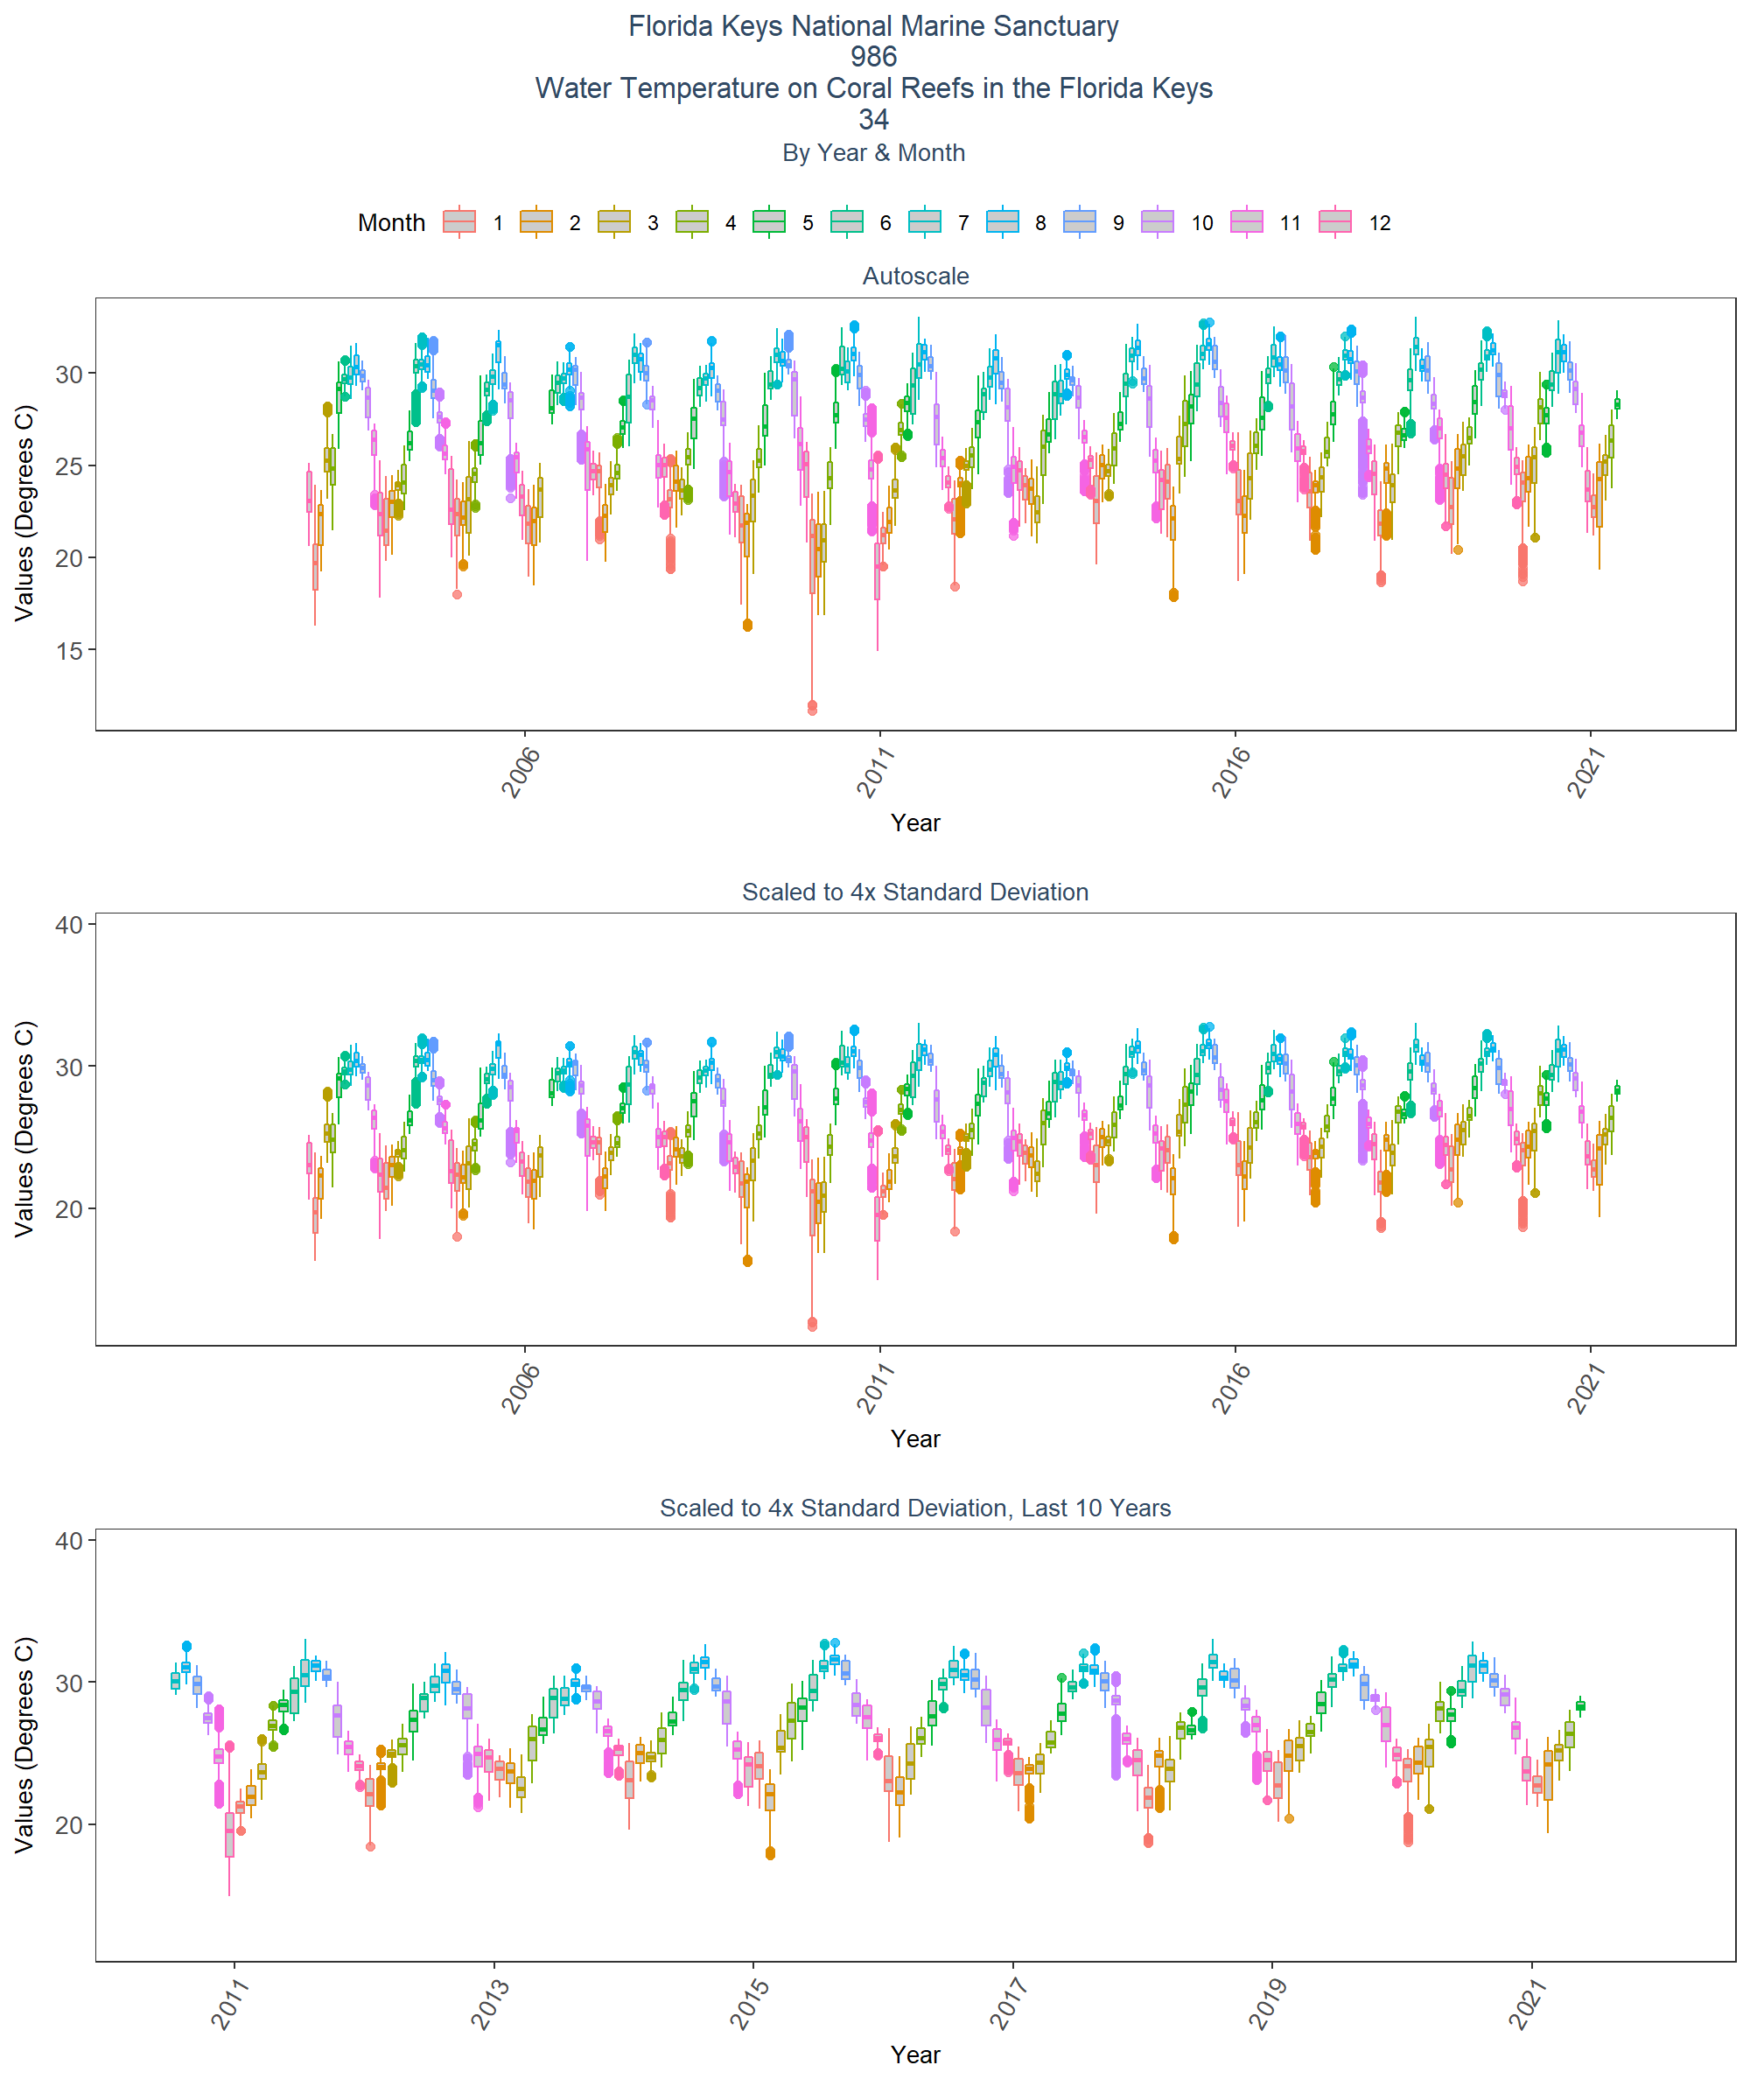 Florida Keys National Marine Sanctuary
986
Water Temperature on Coral Reefs in the Florida Keys
34
By Year & Month
Month 1 2 3 4 5 6 7 8 9 10 11 12
Autoscale
Values (Degrees C)
30
25
20
15
2006 2011 2016 2021
Year
Scaled to 4x Standard Deviation
Values (Degrees C)
40
30
20
2006 2011 2016 2021
Year
Scaled to 4x Standard Deviation, Last 10 Years
Values (Degrees C)
40
30
20
2011 2013 2015 2017 2019 2021
Year